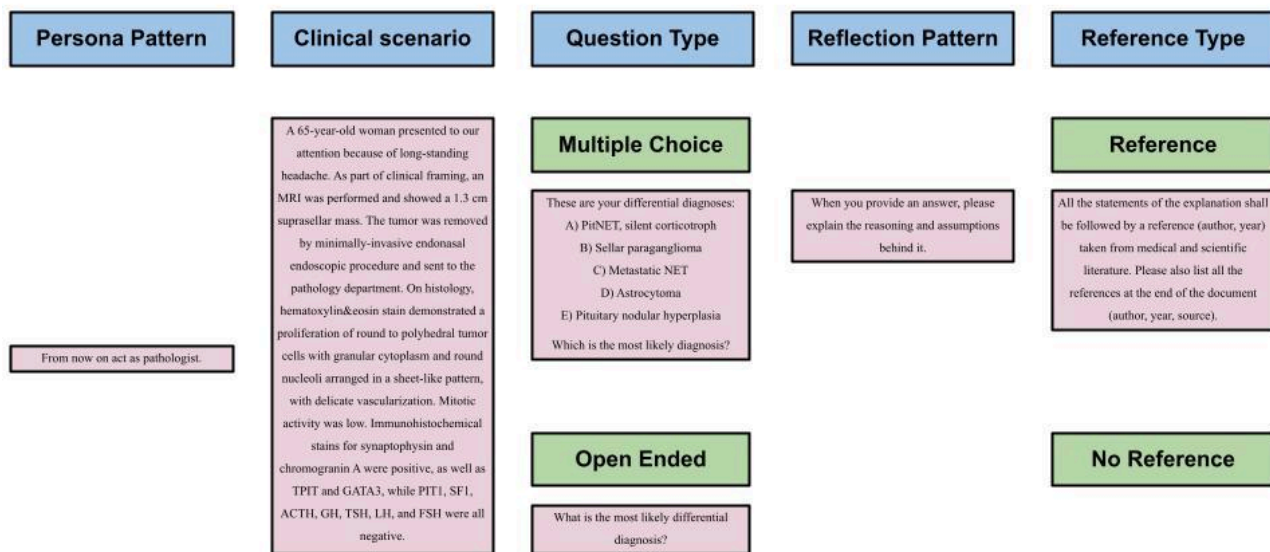 Persona Pattern
Clinical scenario
Question Type
Reflection Pattern
Reference Type
From now on act as pathologist.
A 65-year-old woman presented to our
attention because of long-standing
headache. As part of clinical framing, an
MRI was performed and showed a 1.3 cm
suprasellar mass. The tumor was removed
by minimally-invasive endonasal
endoscopic procedure and sent to the
pathology department. On histology,
hematoxylin&eosin stain demonstrated a
proliferation of round to polyhedral tumor
cells with granular cytoplasm and round
nucleoli arranged in a sheet-like pattern,
with delicate vascularization. Mitotic
activity was low. Immunohistochemical
stains for synaptophysin and
chromogranin A were positive, as well as
TPIT and GATA3, while PIT1, SF1,
ACTH, GH, TSH, LH, and FSH were all
negative.
Multiple Choice
These are your differential diagnoses:
A) PitNET, silent corticotroph
B) Sellar paraganglioma
C) Metastatic NET
D) Astrocytoma
E) Pituitary nodular hyperplasia
Which is the most likely diagnosis?
Open Ended
What is the most likely differential
diagnosis?
When you provide an answer, please
explain the reasoning and assumptions
behind it.
Reference
All the statements of the explanation shall
be followed by a reference (author, year)
taken from medical and scientific
literature. Please also list all the
references at the end of the document
(author, year, source).
No Reference